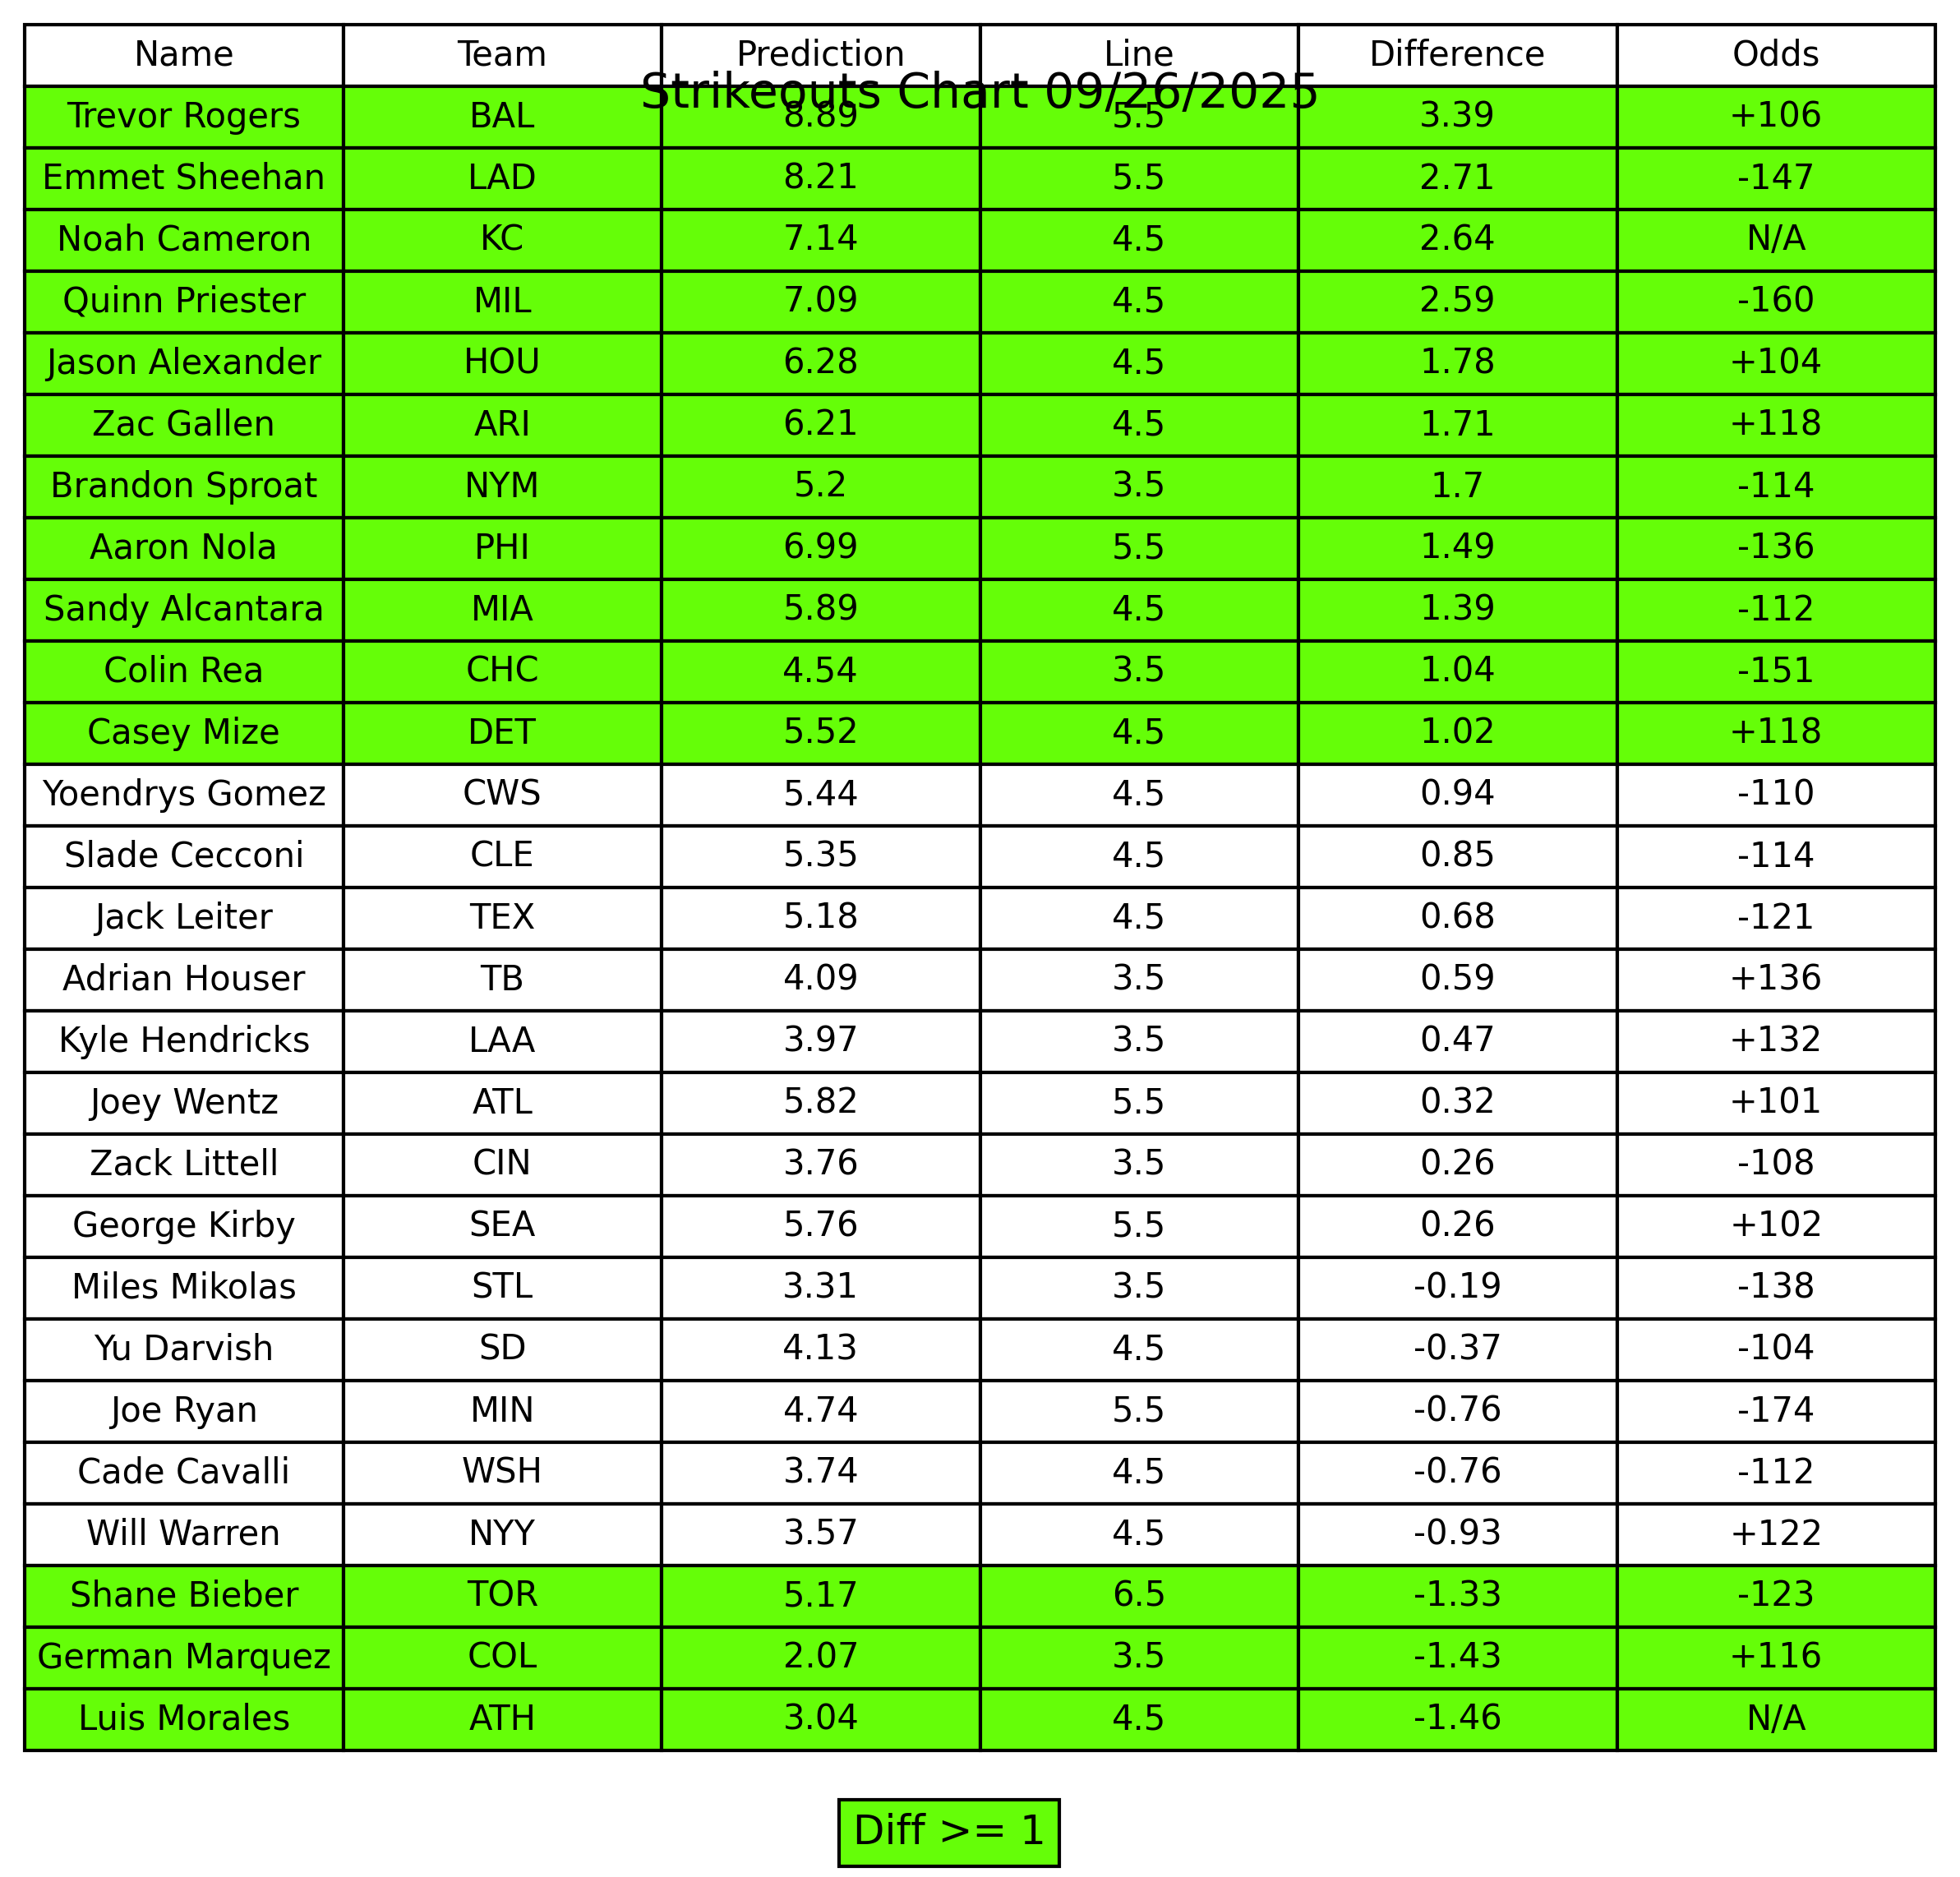 Name Team Prediction Line Difference Odds
Strikeouts Chart 09/26/2025
Trevor Rogers BAL 8.89 5.5 3.39 +106
Emmet Sheehan LAD 8.21 5.5 2.71 -147
Noah Cameron KC 7.14 4.5 2.64 N/A
Quinn Priester MIL 7.09 4.5 2.59 -160
Jason Alexander HOU 6.28 4.5 1.78 +104
Zac Gallen ARI 6.21 4.5 1.71 +118
Brandon Sproat NYM 5.2 3.5 1.7 -114
Aaron Nola PHI 6.99 5.5 1.49 -136
Sandy Alcantara MIA 5.89 4.5 1.39 -112
Colin Rea CHC 4.54 3.5 1.04 -151
Casey Mize DET 5.52 4.5 1.02 +118
Yoendrys Gomez CWS 5.44 4.5 0.94 -110
Slade Cecconi CLE 5.35 4.5 0.85 -114
Jack Leiter TEX 5.18 4.5 0.68 -121
Adrian Houser TB 4.09 3.5 0.59 +136
Kyle Hendricks LAA 3.97 3.5 0.47 +132
Joey Wentz ATL 5.82 5.5 0.32 +101
Zack Littell CIN 3.76 3.5 0.26 -108
George Kirby SEA 5.76 5.5 0.26 +102
Miles Mikolas STL 3.31 3.5 -0.19 -138
Yu Darvish SD 4.13 4.5 -0.37 -104
Joe Ryan MIN 4.74 5.5 -0.76 -174
Cade Cavalli WSH 3.74 4.5 -0.76 -112
Will Warren NYY 3.57 4.5 -0.93 +122
Shane Bieber TOR 5.17 6.5 -1.33 -123
German Marquez COL 2.07 3.5 -1.43 +116
Luis Morales ATH 3.04 4.5 -1.46 N/A
Diff >= 1